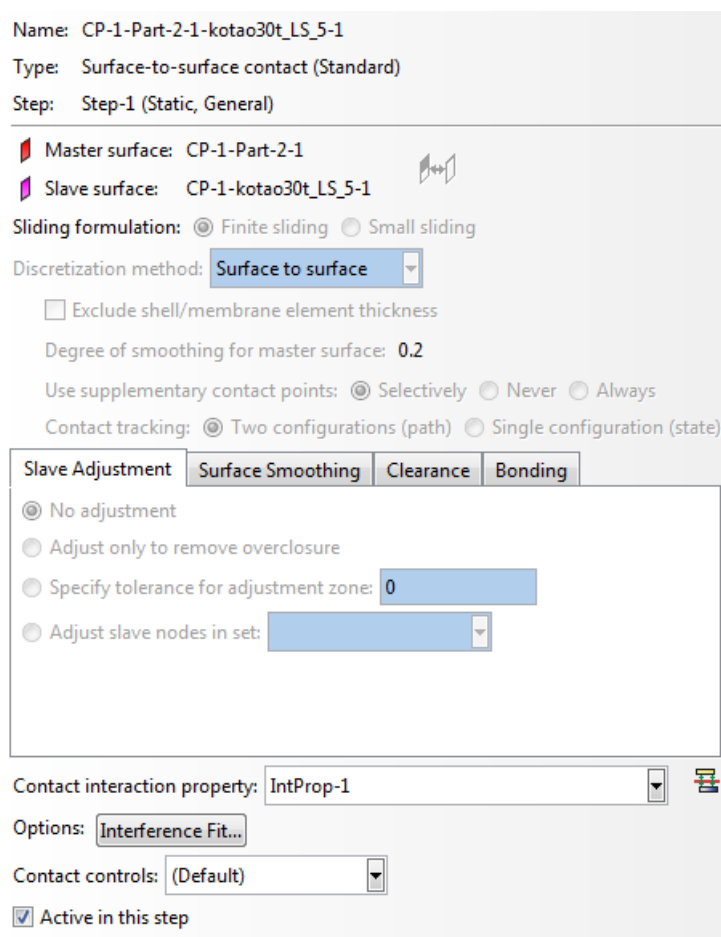 Name: CP-1-Part-2-1-kotao30t_LS_5-1
Type: Surface-to-surface contact (Standard)
Step: Step-1 (Static, General)
Master surface: CP-1-Part-2-1
Slave surface: CP-1-kotao30t_LS_5-1
Sliding formulation: Finite sliding Small sliding
Discretization method: Surface to surface
Exclude shell/membrane element thickness
Degree of smoothing for master surface: 0.2
Use supplementary contact points: Selectively Never Always
Contact tracking: Two configurations (path) Single configuration (state)
Slave Adjustment Surface Smoothing Clearance Bonding
No adjustment
Adjust only to remove overclosure
Specify tolerance for adjustment zone: 0
Adjust slave nodes in set:
Contact interaction property: IntProp-1
Options: Interference Fit...
Contact controls: (Default)
Active in this step